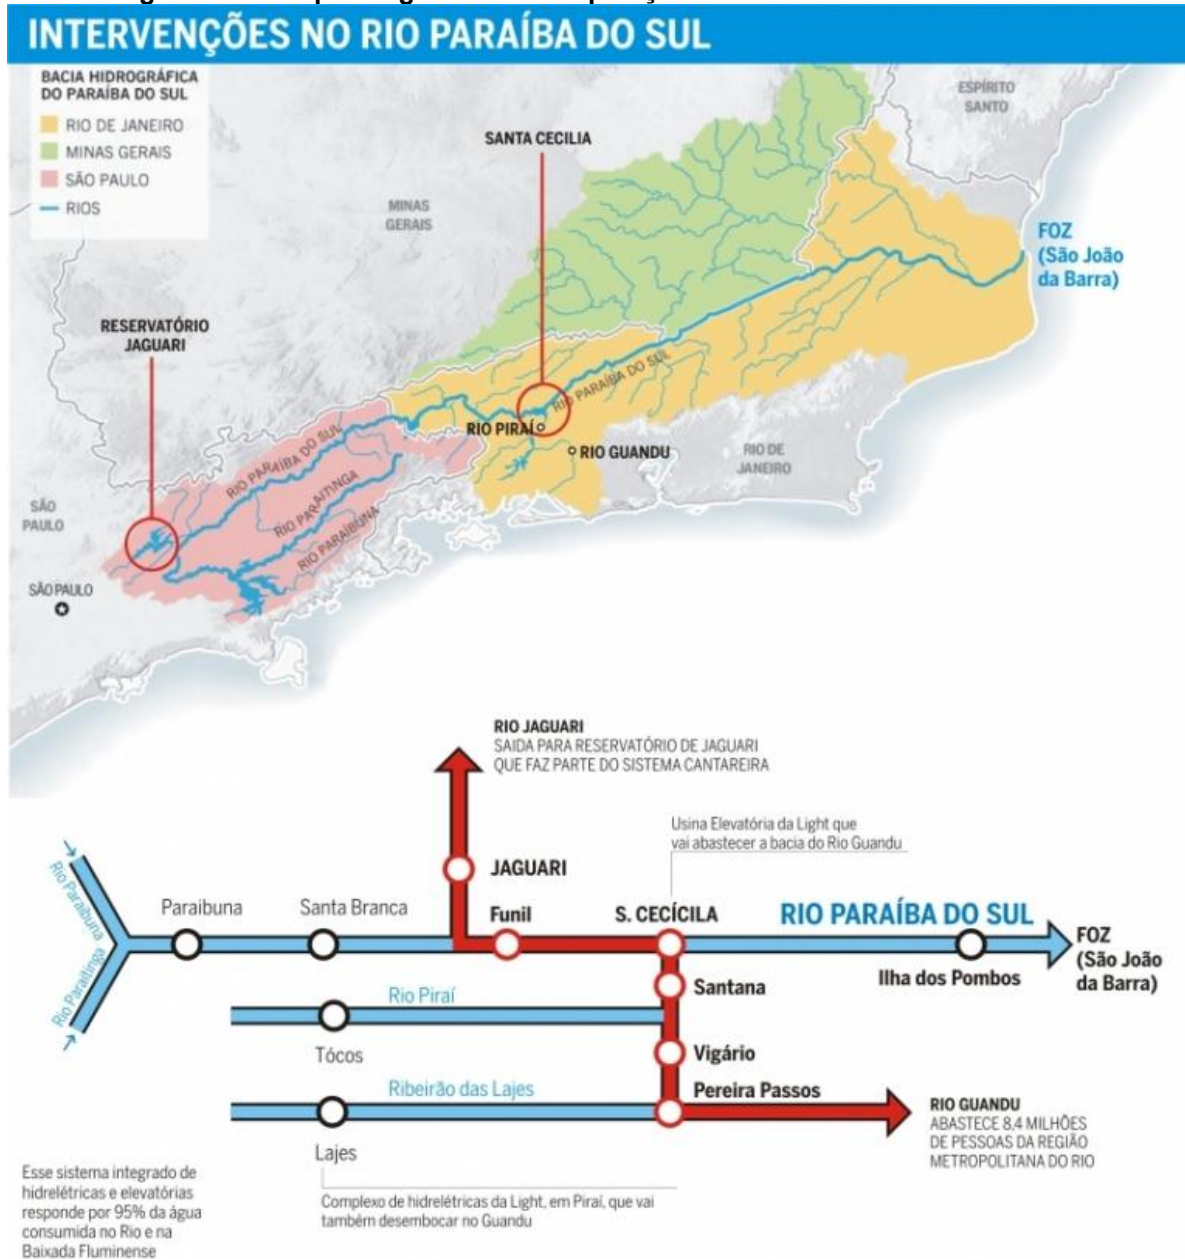 INTERVENÇÕES NO RIO PARAÍBA DO SUL
BACIA HIDROGRÁFICA
DO PARAÍBA DO SUL
RIO DE JANEIRO
MINAS GERAIS
SÃO PAULO
RIOS
ESPÍRITO
SANTO
SANTA CECILIA
MINAS
GERAIS
FOZ
(São João
da Barra)
RESERVATÓRIO
JAGUARI
RIO PARAÍBA DO SUL
RIO PIRAÍ
RIO GUANDU
RIO DE
JANEIRO
RIO PARAÍBA DO SUL
RIO PARAITINGA
RIO PARAÍBUNA
SÃO
PAULO
SÃO PAULO
RIO JAGUARI
SAIDA PARA RESERVATÓRIO DE JAGUARI
QUE FAZ PARTE DO SISTEMA CANTAREIRA
Usina Elevatória da Light que
vai abastecer a bacia do Rio Guandu
JAGUARI
Rio Paraibuna
Rio Paraitinga
Paraibuna
Santa Branca
Funil
S. CECÍCILA
RIO PARAÍBA DO SUL
Ilha dos Pombos
FOZ
(São João
da Barra)
Santana
Rio Piraí
Tócos
Vigário
Ribeirão das Lajes
Pereira Passos
Lajes
RIO GUANDU
ABASTECE 8,4 MILHÕES
DE PESSOAS DA REGIÃO
METROPOLITANA DO RIO
Esse sistema integrado de
hidrelétricas e elevatórias
responde por 95% da água
consumida no Rio e na
Baixada Fluminense
Complexo de hidrelétricas da Light, em Piraí, que vai
também desembocar no Guandu